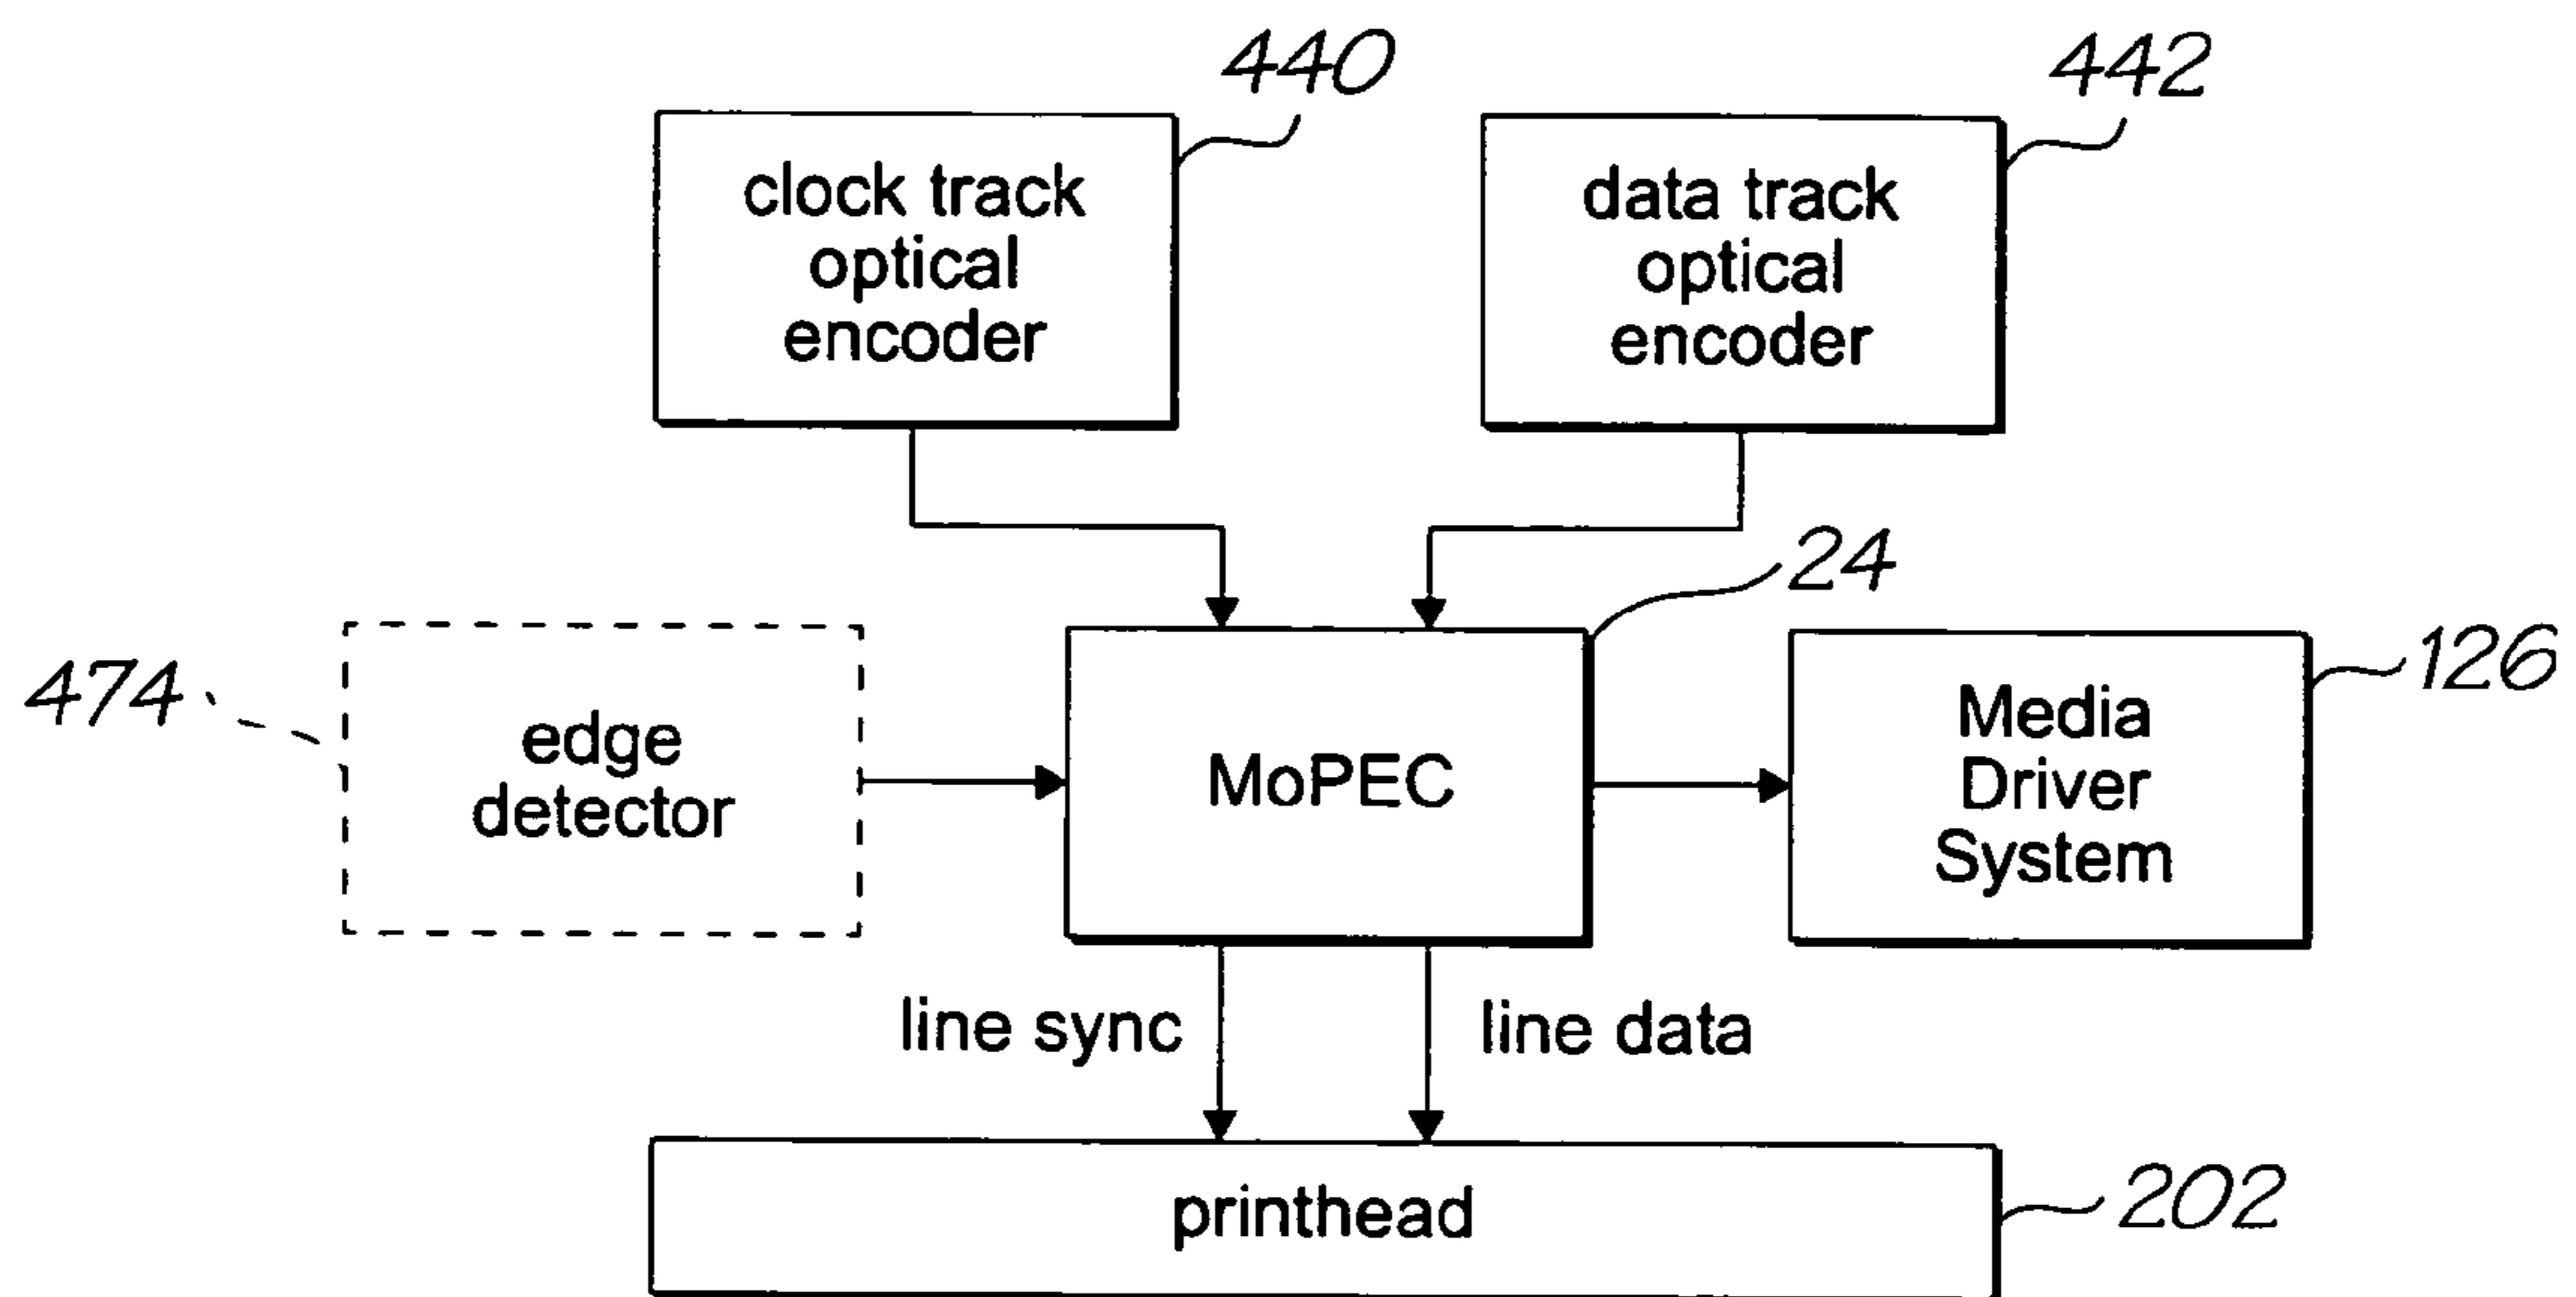 440
442
clock track
optical
encoder
data track
optical
encoder
24
474
edge
detector
MoPEC
Media
Driver
System
126
line sync
line data
printhead
202